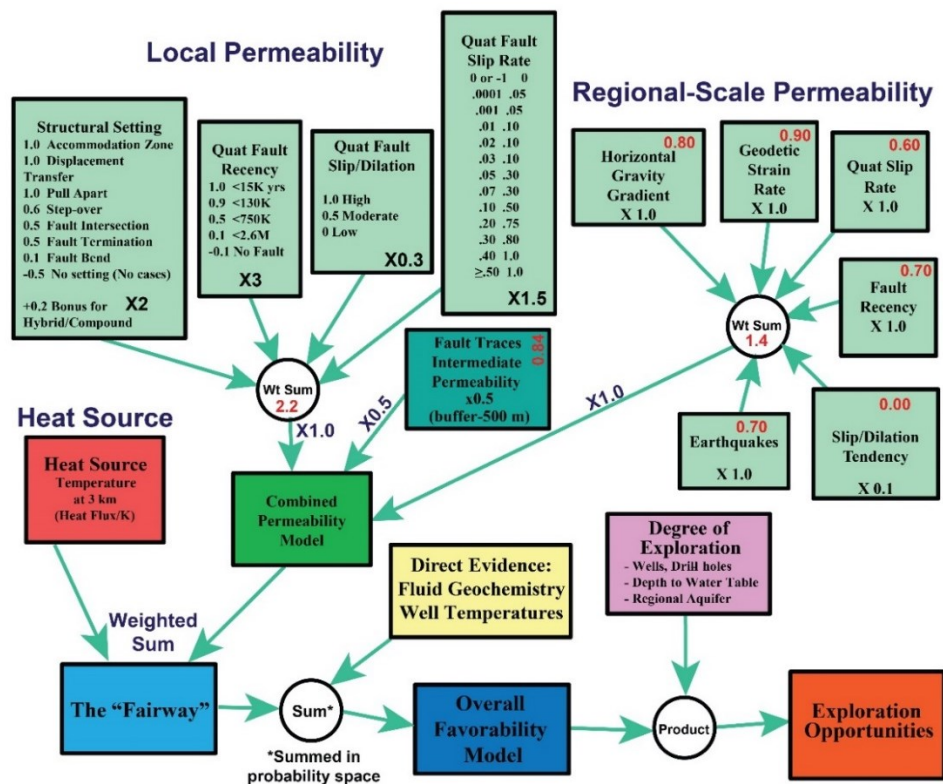 Local Permeability
Structural Setting
1.0 Accommodation Zone
1.0 Displacement
Transfer
1.0 Pull Apart
0.6 Step-over
0.5 Fault Intersection
0.5 Fault Termination
0.1 Fault Bend
-0.5 No setting (No cases)
+0.2 Bonus for
Hybrid/Compound
X2
Quat Fault
Recency
1.0 <15K yrs
0.9 <130K
0.5 <750K
0.1 <2.6M
-0.1 No Fault
X3
Quat Fault
Slip/Dilation
1.0 High
0.5 Moderate
0 Low
X0.3
Quat Fault
Slip Rate
0 or -1 0
.0001 .05
.001 .05
.01 .10
.02 .10
.03 .10
.05 .30
.07 .30
.10 .50
.20 .75
.30 .80
.40 1.0
≥.50 1.0
X1.5
Regional-Scale Permeability
0.80
Horizontal
Gravity
Gradient
X 1.0
0.90
Geodetic
Strain
Rate
X 1.0
0.60
Quat Slip
Rate
X 1.0
0.70
Fault
Recency
X 1.0
0.00
Slip/Dilation
Tendency
X 0.1
0.70
Earthquakes
X 1.0
Wt Sum
1.4
X1.0
Wt Sum
2.2
X1.0
Fault Traces
Intermediate
Permeability
x0.5
(buffer-500 m)
0.84
X0.5
Heat Source
Heat Source
Temperature
at 3 km
(Heat Flux/K)
Combined
Permeability
Model
Direct Evidence:
Fluid Geochemistry
Well Temperatures
Degree of
Exploration
- Wells, Drill holes
- Depth to Water Table
- Regional Aquifer
Weighted
Sum
The “Fairway”
Sum*
*Summed in
probability space
Overall
Favorability
Model
Product
Exploration
Opportunities